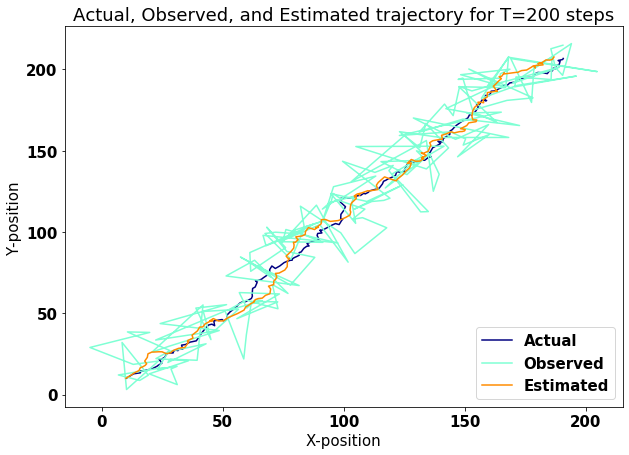 Actual, Observed, and Estimated trajectory for T=200 steps
200
150
100
50
0
Y-position
0 50 100 150 200
X-position
Actual
Observed
Estimated